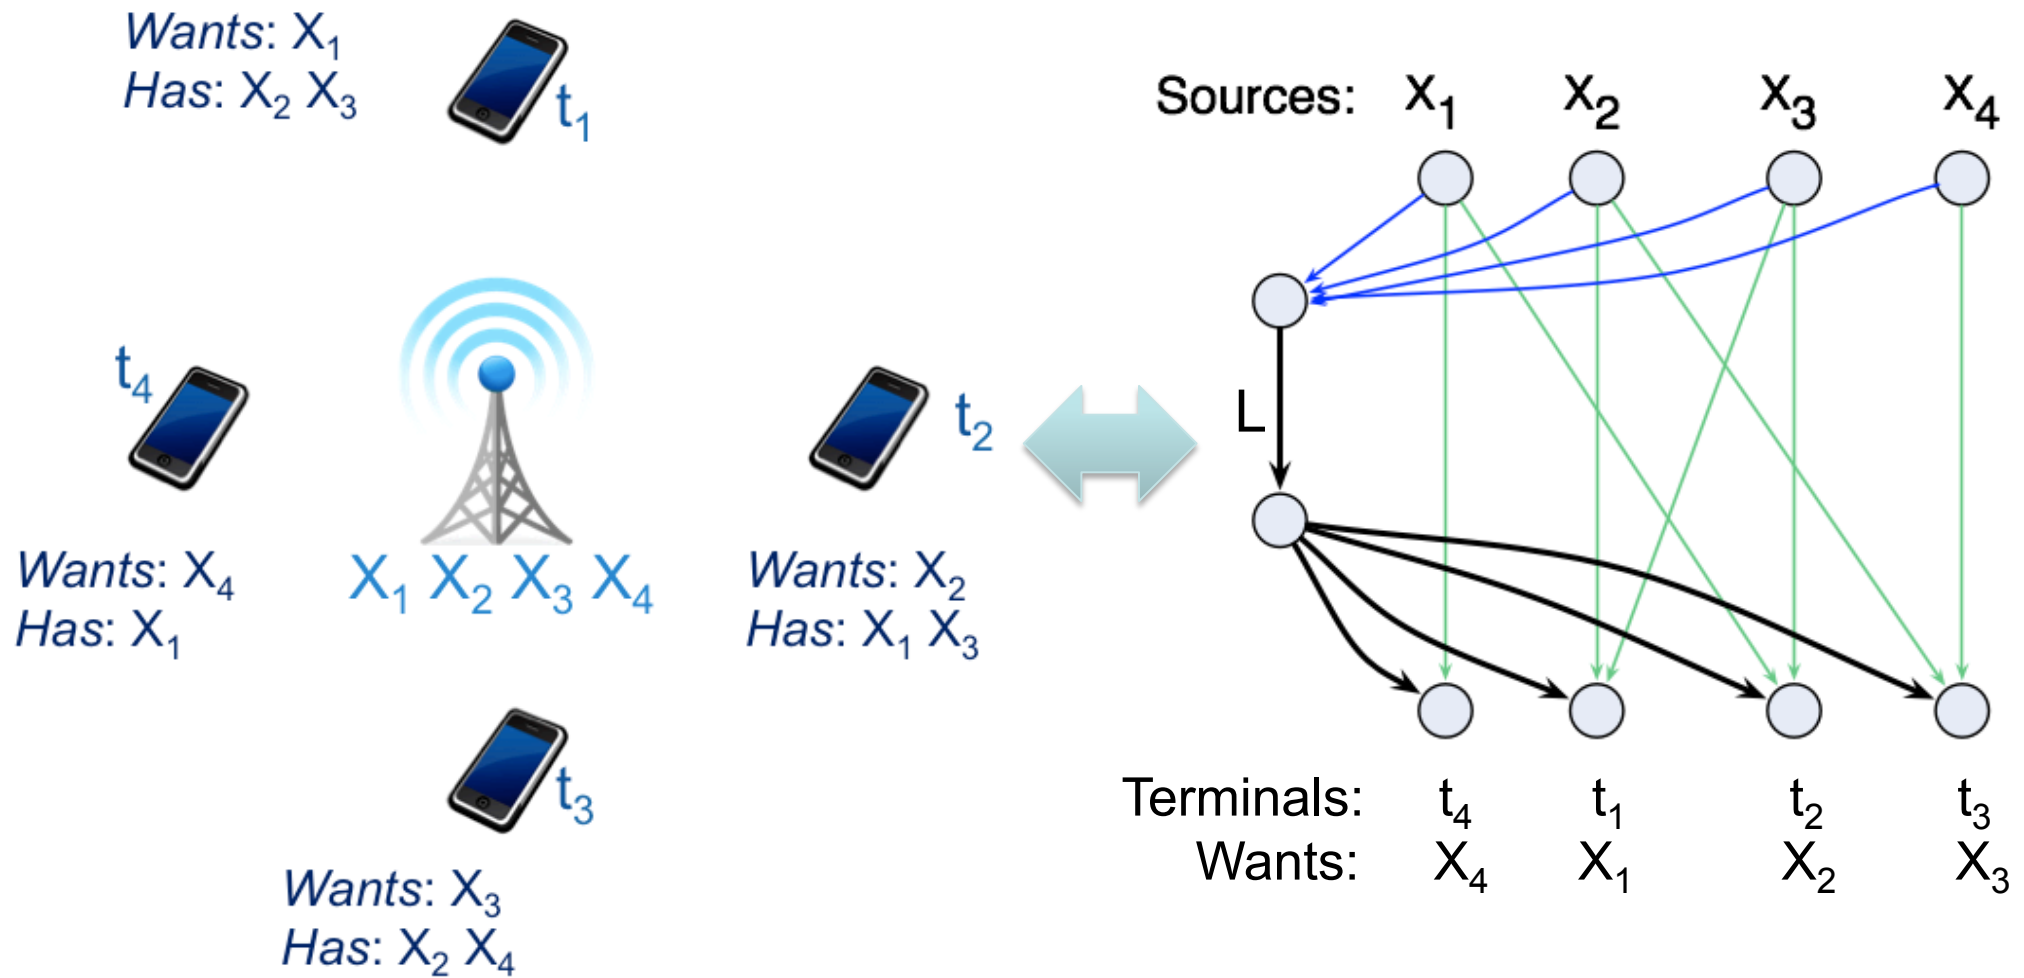 Wants: X₁
Has: X₂ X₃
t₁
t₄
Wants: X₄
Has: X₁
X₁ X₂ X₃ X₄
t₂
Wants: X₂
Has: X₁ X₃
t₃
Wants: X₃
Has: X₂ X₄
Sources: X₁ X₂ X₃ X₄
L
Terminals: t₄ t₁ t₂ t₃
Wants: X₄ X₁ X₂ X₃